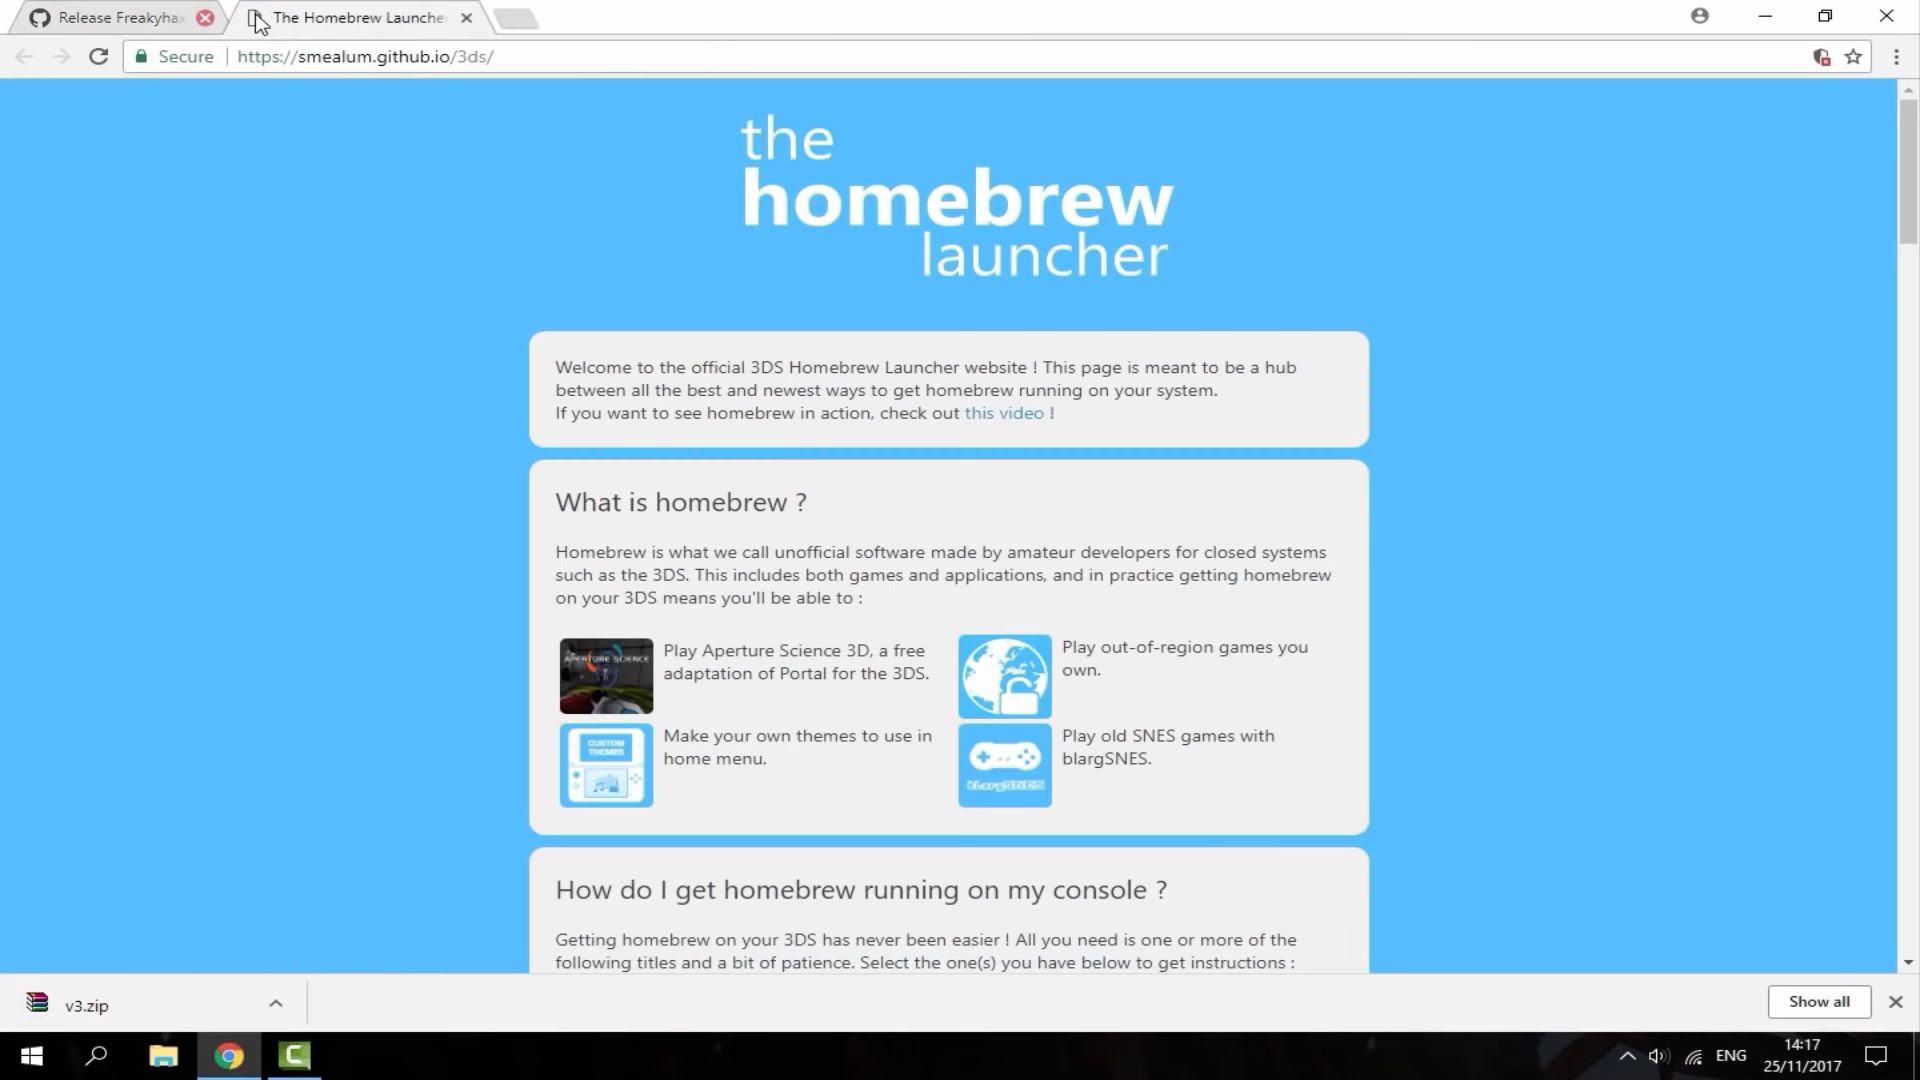 Release Freakyhax
The Homebrew Launche
Secure
https://smealum.github.io/3ds/
the
homebrew
launcher
Welcome to the official 3DS Homebrew Launcher website ! This page is meant to be a hub
between all the best and newest ways to get homebrew running on your system.
If you want to see homebrew in action, check out this video !
What is homebrew ?
Homebrew is what we call unofficial software made by amateur developers for closed systems
such as the 3DS. This includes both games and applications, and in practice getting homebrew
on your 3DS means you'll be able to :
APERTURE SCIENCE
Play Aperture Science 3D, a free
adaptation of Portal for the 3DS.
Play out-of-region games you
own.
CUSTOM
THEMES
Make your own themes to use in
home menu.
blargSNES
Play old SNES games with
blargSNES.
How do I get homebrew running on my console ?
Getting homebrew on your 3DS has never been easier ! All you need is one or more of the
following titles and a bit of patience. Select the one(s) you have below to get instructions :
v3.zip
Show all
ENG
14:17
25/11/2017